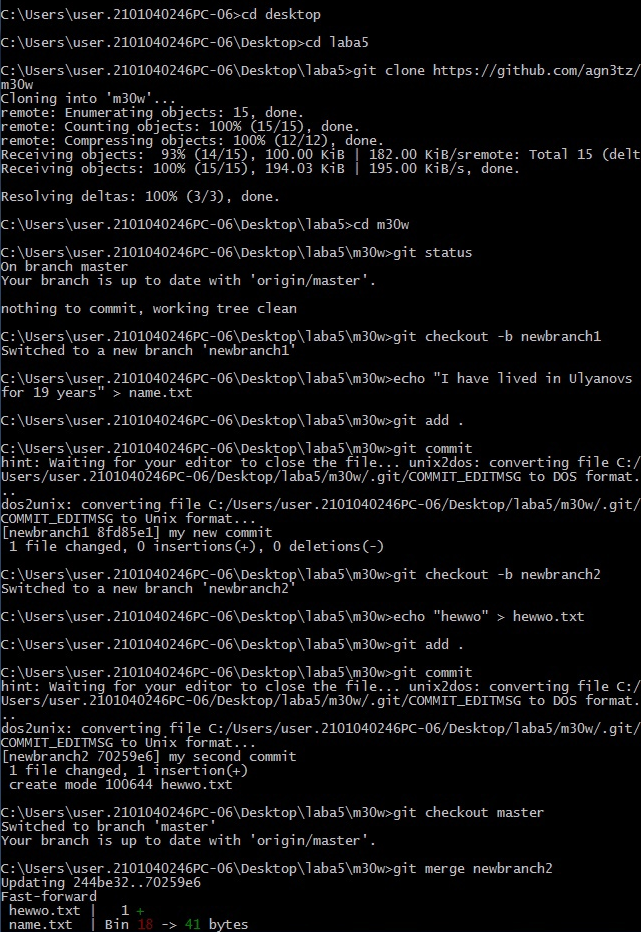 C:\Users\user.2101040246PC-06>cd desktop
C:\Users\user.2101040246PC-06\Desktop>cd laba5
C:\Users\user.2101040246PC-06\Desktop\laba5>git clone https://github.com/agn3tz/
m30w
Cloning into 'm30w'...
remote: Enumerating objects: 15, done.
remote: Counting objects: 100% (15/15), done.
remote: Compressing objects: 100% (12/12), done.
Receiving objects:  93% (14/15), 100.00 KiB | 182.00 KiB/sremote: Total 15 (delt
Receiving objects: 100% (15/15), 194.03 KiB | 195.00 KiB/s, done.
Resolving deltas: 100% (3/3), done.
C:\Users\user.2101040246PC-06\Desktop\laba5>cd m30w
C:\Users\user.2101040246PC-06\Desktop\laba5\m30w>git status
On branch master
Your branch is up to date with 'origin/master'.
nothing to commit, working tree clean
C:\Users\user.2101040246PC-06\Desktop\laba5\m30w>git checkout -b newbranch1
Switched to a new branch 'newbranch1'
C:\Users\user.2101040246PC-06\Desktop\laba5\m30w>echo "I have lived in Ulyanovs
for 19 years" > name.txt
C:\Users\user.2101040246PC-06\Desktop\laba5\m30w>git add .
C:\Users\user.2101040246PC-06\Desktop\laba5\m30w>git commit
hint: Waiting for your editor to close the file... unix2dos: converting file C:/
Users/user.2101040246PC-06/Desktop/laba5/m30w/.git/COMMIT_EDITMSG to DOS format.
..
dos2unix: converting file C:/Users/user.2101040246PC-06/Desktop/laba5/m30w/.git/
COMMIT_EDITMSG to Unix format...
[newbranch1 8fd85e1] my new commit
 1 file changed, 0 insertions(+), 0 deletions(-)
C:\Users\user.2101040246PC-06\Desktop\laba5\m30w>git checkout -b newbranch2
Switched to a new branch 'newbranch2'
C:\Users\user.2101040246PC-06\Desktop\laba5\m30w>echo "hewwo" > hewwo.txt
C:\Users\user.2101040246PC-06\Desktop\laba5\m30w>git add .
C:\Users\user.2101040246PC-06\Desktop\laba5\m30w>git commit
hint: Waiting for your editor to close the file... unix2dos: converting file C:/
Users/user.2101040246PC-06/Desktop/laba5/m30w/.git/COMMIT_EDITMSG to DOS format.
..
dos2unix: converting file C:/Users/user.2101040246PC-06/Desktop/laba5/m30w/.git/
COMMIT_EDITMSG to Unix format...
[newbranch2 70259e6] my second commit
 1 file changed, 1 insertion(+)
 create mode 100644 hewwo.txt
C:\Users\user.2101040246PC-06\Desktop\laba5\m30w>git checkout master
Switched to branch 'master'
Your branch is up to date with 'origin/master'.
C:\Users\user.2101040246PC-06\Desktop\laba5\m30w>git merge newbranch2
Updating 244be32..70259e6
Fast-forward
 hewwo.txt |   1 +
 name.txt  | Bin 18 -> 41 bytes